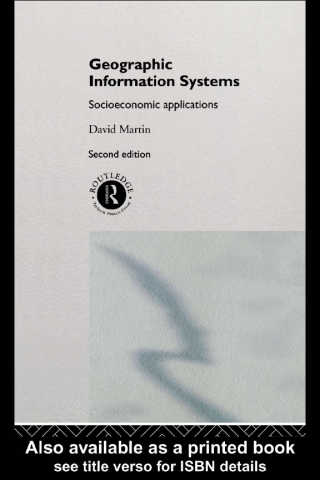 Geographic
Information Systems
Socioeconomic applications
David Martin
Second edition
ROUTLEDGE
R
Also available as a printed book
see title verso for ISBN details